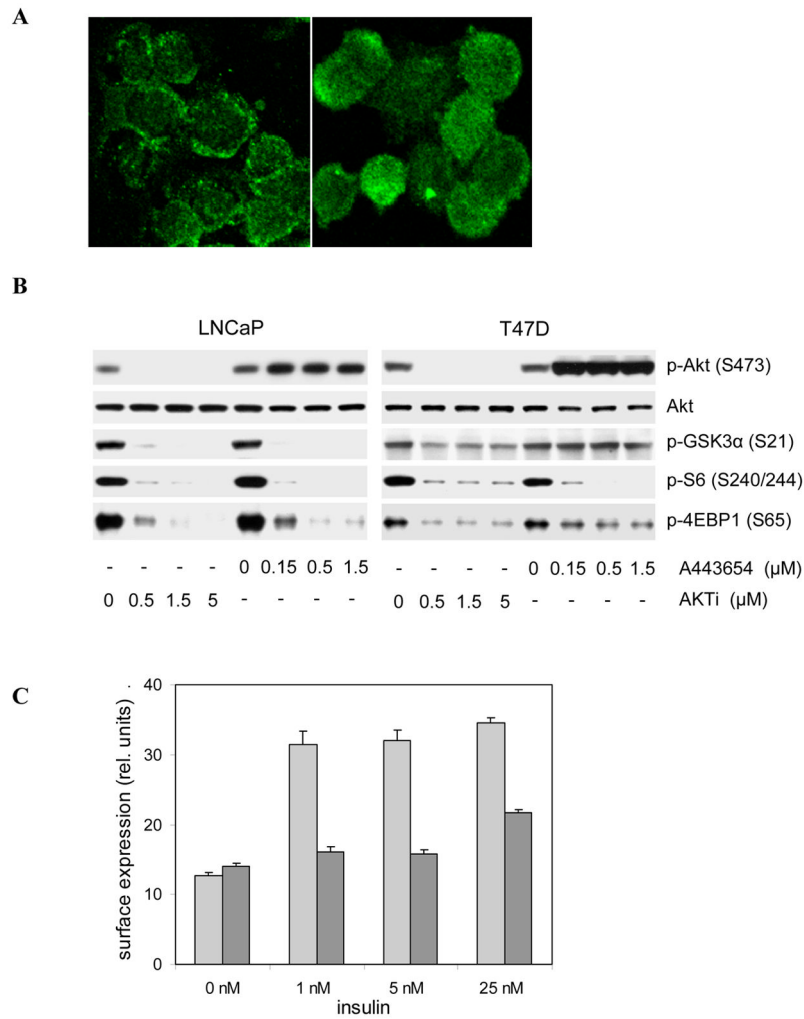 A
B
LNCaP T47D
p-Akt (S473)
Akt
p-GSK3α (S21)
p-S6 (S240/244)
p-4EBP1 (S65)
- - - - 0 0.15 0.5 1.5 - - - - 0 0.15 0.5 1.5 A443654 (µM)
0 0.5 1.5 5 - - - - 0 0.5 1.5 5 - - - - AKTi (µM)
C
surface expression (rel. units)
40
30
20
10
0
0 nM 1 nM 5 nM 25 nM
insulin